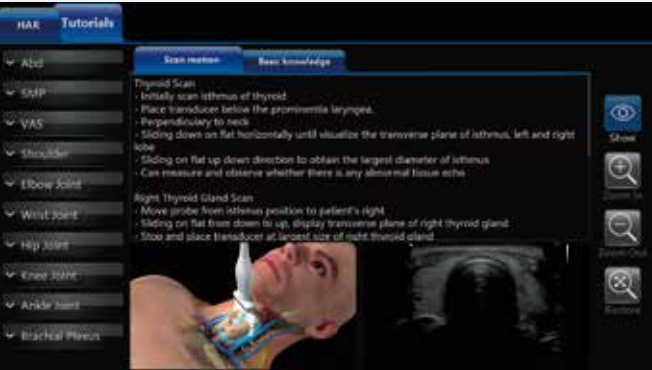 HAR
Tutorials
Abd
SMP
VAS
Shoulder
Elbow Joint
Wrist Joint
Hip Joint
Knee Joint
Ankle Joint
Brachial Plexus
Scan motion
Basic knowledge
Thyroid Scan
- Initially scan isthmus of thyroid
- Place transducer below the prominentia laryngea.
- Perpendiculary to neck
- Sliding down on flat horizontally until visualize the transverse plane of isthmus, left and right
lobe
- Sliding on flat up down direction to obtain the largest diameter of isthmus
- Can measure and observe whether there is any abnormal tissue echo
Right Thyroid Gland Scan
- Move probe from isthmus position to patient's right
- Sliding on flat from down to up, display transverse plane of right thyroid gland
- Stop and place transducer at largest size of right thyroid gland
Show
Zoom In
Zoom Out